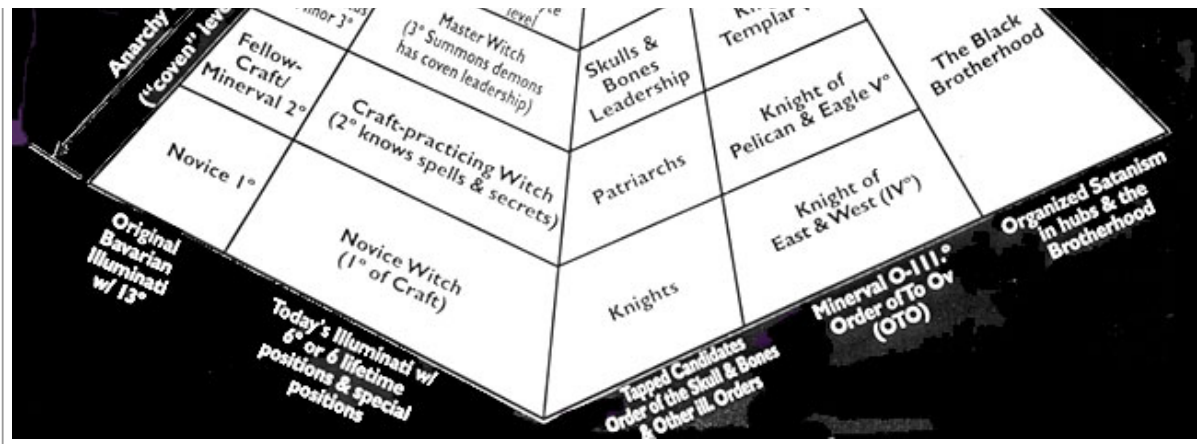 Anarchy
("coven" leve
inor 3°
level
Master Witch
(3° Summons demons
has coven leadership)
Templar
Fellow-
Craft/
Minerval 2°
Craft-practicing Witch
(2° knows spells & secrets)
Skulls &
Bones
Leadership
Knight of
Pelican & Eagle V°
The Black
Brotherhood
Novice 1°
Novice Witch
(1° of Craft)
Patriarchs
Knights
Knight of
East & West (IV°)
Original
Bavarian
Illuminati
w/ 13°
Today's Illuminati w/
6° or 6 lifetime
positions & special
positions
Tapped Candidates
Order of the Skull & Bones
& Other ill. Orders
Minerval O-111.°
Order of To Ov
(OTO)
Organized Satanism
in hubs & the
Brotherhood